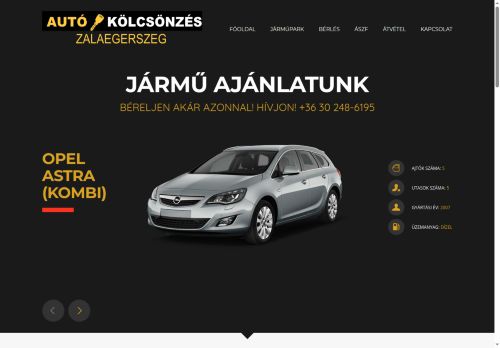 AUTÓ KÖLCSÖNZÉS
ZALAEGERSZEG
FŐOLDAL JÁRMŰPARK BÉRLÉS ÁSZF ÁTVÉTEL KAPCSOLAT
JÁRMŰ AJÁNLATUNK
BÉRELJEN AKÁR AZONNAL! HÍVJON! +36 30 248-6195
OPEL
ASTRA
(KOMBI)
AJTÓK SZÁMA: 5
UTASOK SZÁMA: 5
GYÁRTÁSI ÉV: 2007
ÜZEMANYAG: DÍZEL